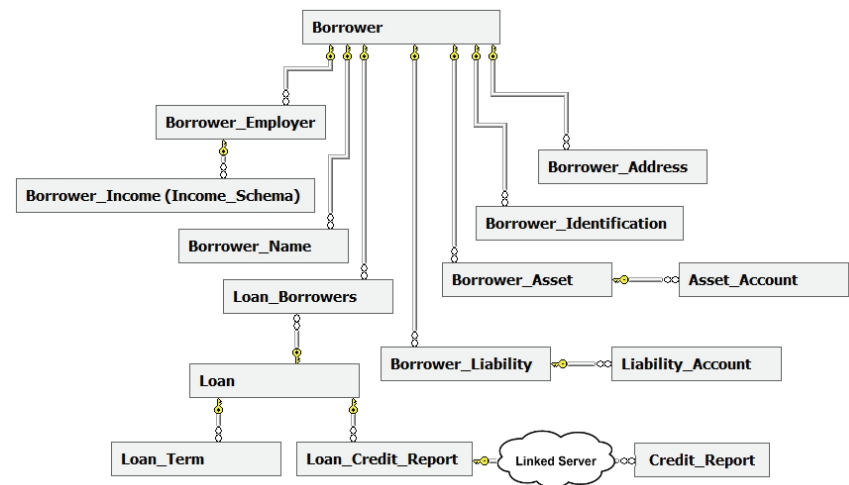 Borrower
Borrower_Employer
Borrower_Address
Borrower_Income (Income_Schema)
Borrower_Identification
Borrower_Name
Borrower_Asset
Asset_Account
Loan_Borrowers
Borrower_Liability
Liability_Account
Loan
Loan_Term
Loan_Credit_Report
Linked Server
Credit_Report